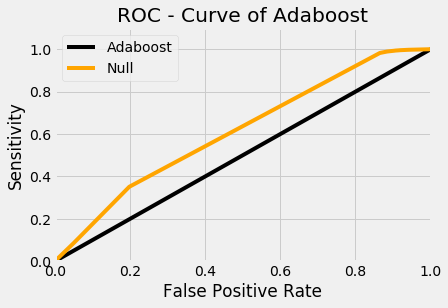 ROC - Curve of Adaboost
Adaboost
Null
1.0
0.8
0.6
0.4
0.2
0.0
Sensitivity
0.0 0.2 0.4 0.6 0.8 1.0
False Positive Rate